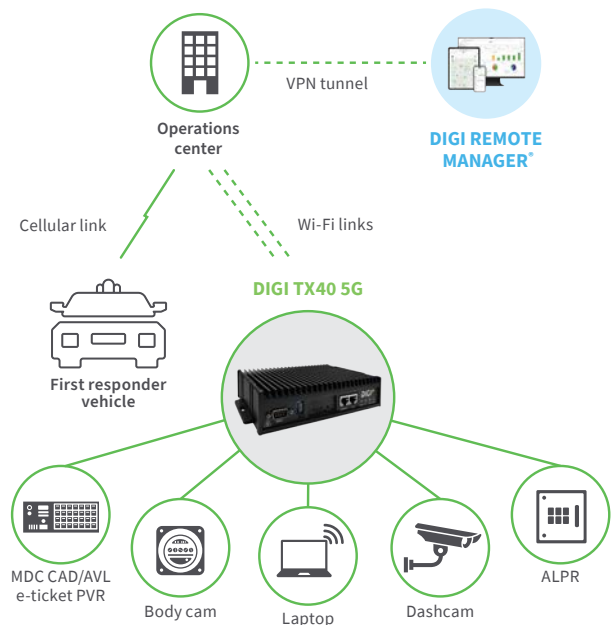 VPN tunnel
Operations
center
DIGI REMOTE
MANAGER®
Cellular link
Wi-Fi links
DIGI TX40 5G
First responder
vehicle
DIGI
MDC CAD/AVL
e-ticket PVR
Body cam
Laptop
Dashcam
ALPR